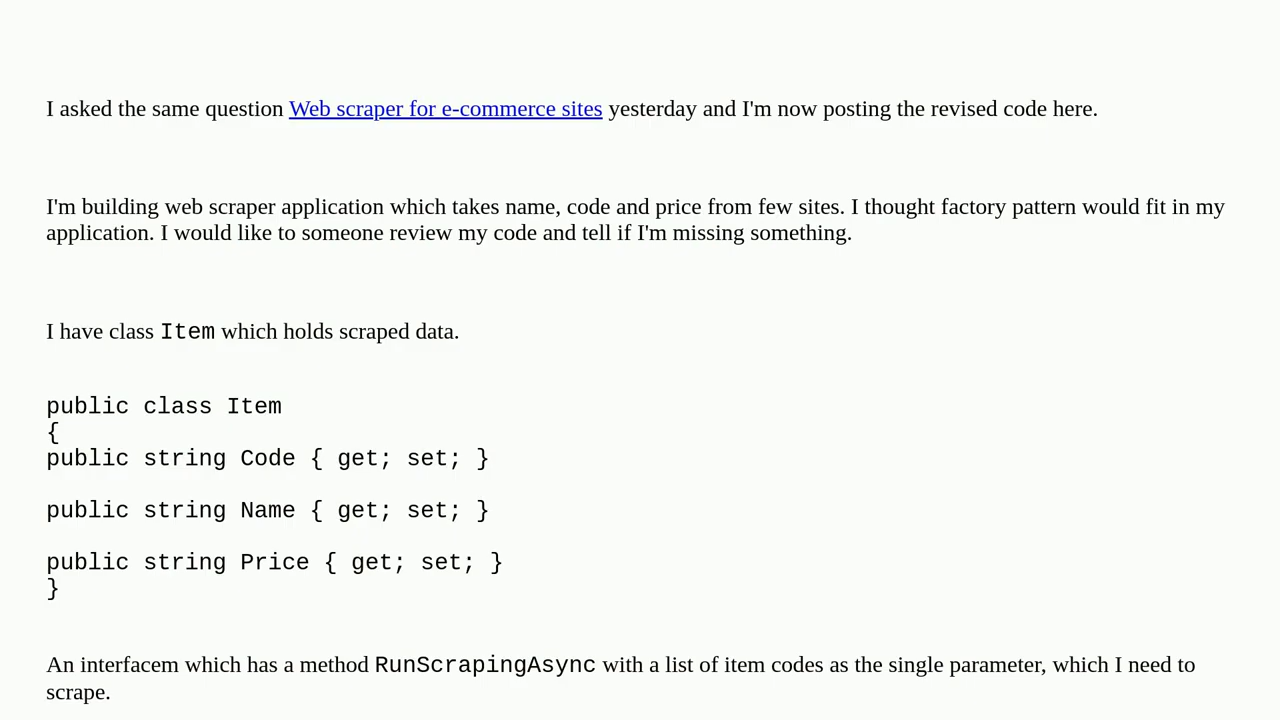 I asked the same question Web scraper for e-commerce sites yesterday and I'm now posting the revised code here.
I'm building web scraper application which takes name, code and price from few sites. I thought factory pattern would fit in my
application. I would like to someone review my code and tell if I'm missing something.
I have class Item which holds scraped data.
public class Item
{
public string Code { get; set; }
public string Name { get; set; }
public string Price { get; set; }
}
An interfacem which has a method RunScrapingAsync with a list of item codes as the single parameter, which I need to
scrape.